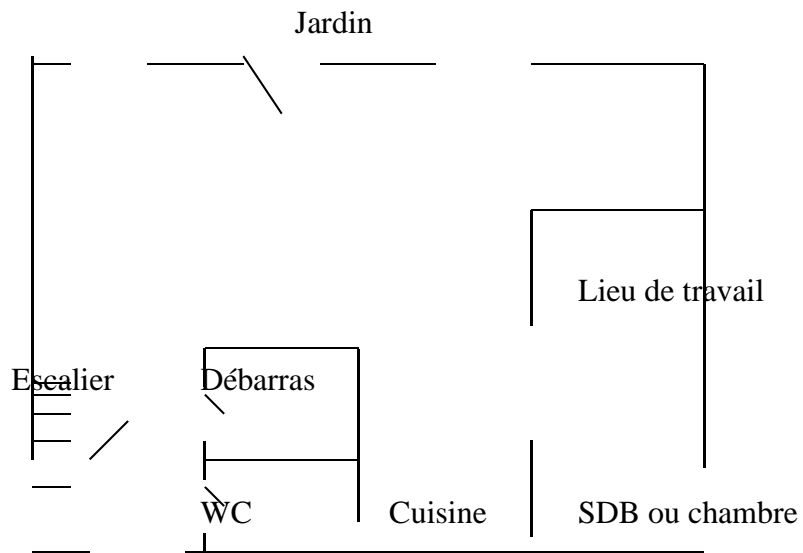 Jardin
Lieu de travail
Escalier
Débarras
WC
Cuisine
SDB ou chambre